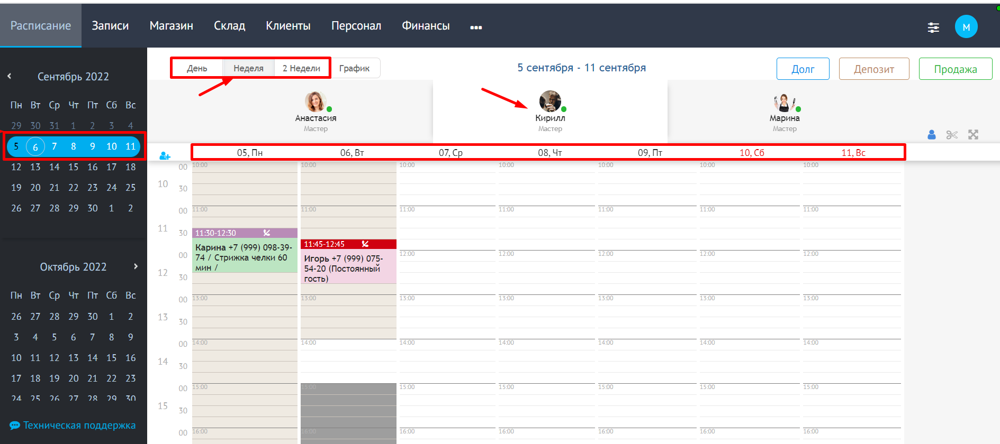 Расписание Записи Магазин Склад Клиенты Персонал Финансы ••• М
Сентябрь 2022
Пн Вт Ср Чт Пт Сб Вс
29 30 31 1 2 3 4
5 6 7 8 9 10 11
12 13 14 15 16 17 18
19 20 21 22 23 24 25
26 27 28 29 30 1 2
Октябрь 2022
Пн Вт Ср Чт Пт Сб Вс
26 27 28 29 30 1 2
3 4 5 6 7 8 9
10 11 12 13 14 15 16
17 18 19 20 21 22 23
24 25 26 27 28 29 30
Техническая поддержка
День Неделя 2 Недели График
5 сентября - 11 сентября
Долг Депозит Продажа
Анастасия
Мастер
Кирилл
Мастер
Марина
Мастер
05, Пн 06, Вт 07, Ср 08, Чт 09, Пт 10, Сб 11, Вс
00 10:00 10:00 10:00 10:00 10:00 10:00 10:00
10
30
00 11:00 11:00 11:00 11:00 11:00 11:00 11:00
11
30
11:30-12:30
Карина +7 (999) 098-39-
74 / Стрижка челки 60
мин /
11:45-12:45
Игорь +7 (999) 075-
54-20 (Постоянный
гость)
00 12:00 12:00 12:00 12:00 12:00
12
30
00 13:00 13:00 13:00 13:00 13:00 13:00 13:00
13
30
00 14:00 14:00 14:00 14:00 14:00 14:00 14:00
14
30
00 15:00 15:00 15:00 15:00 15:00 15:00 15:00
15
30
00 16:00 16:00 16:00 16:00 16:00 16:00 16:00